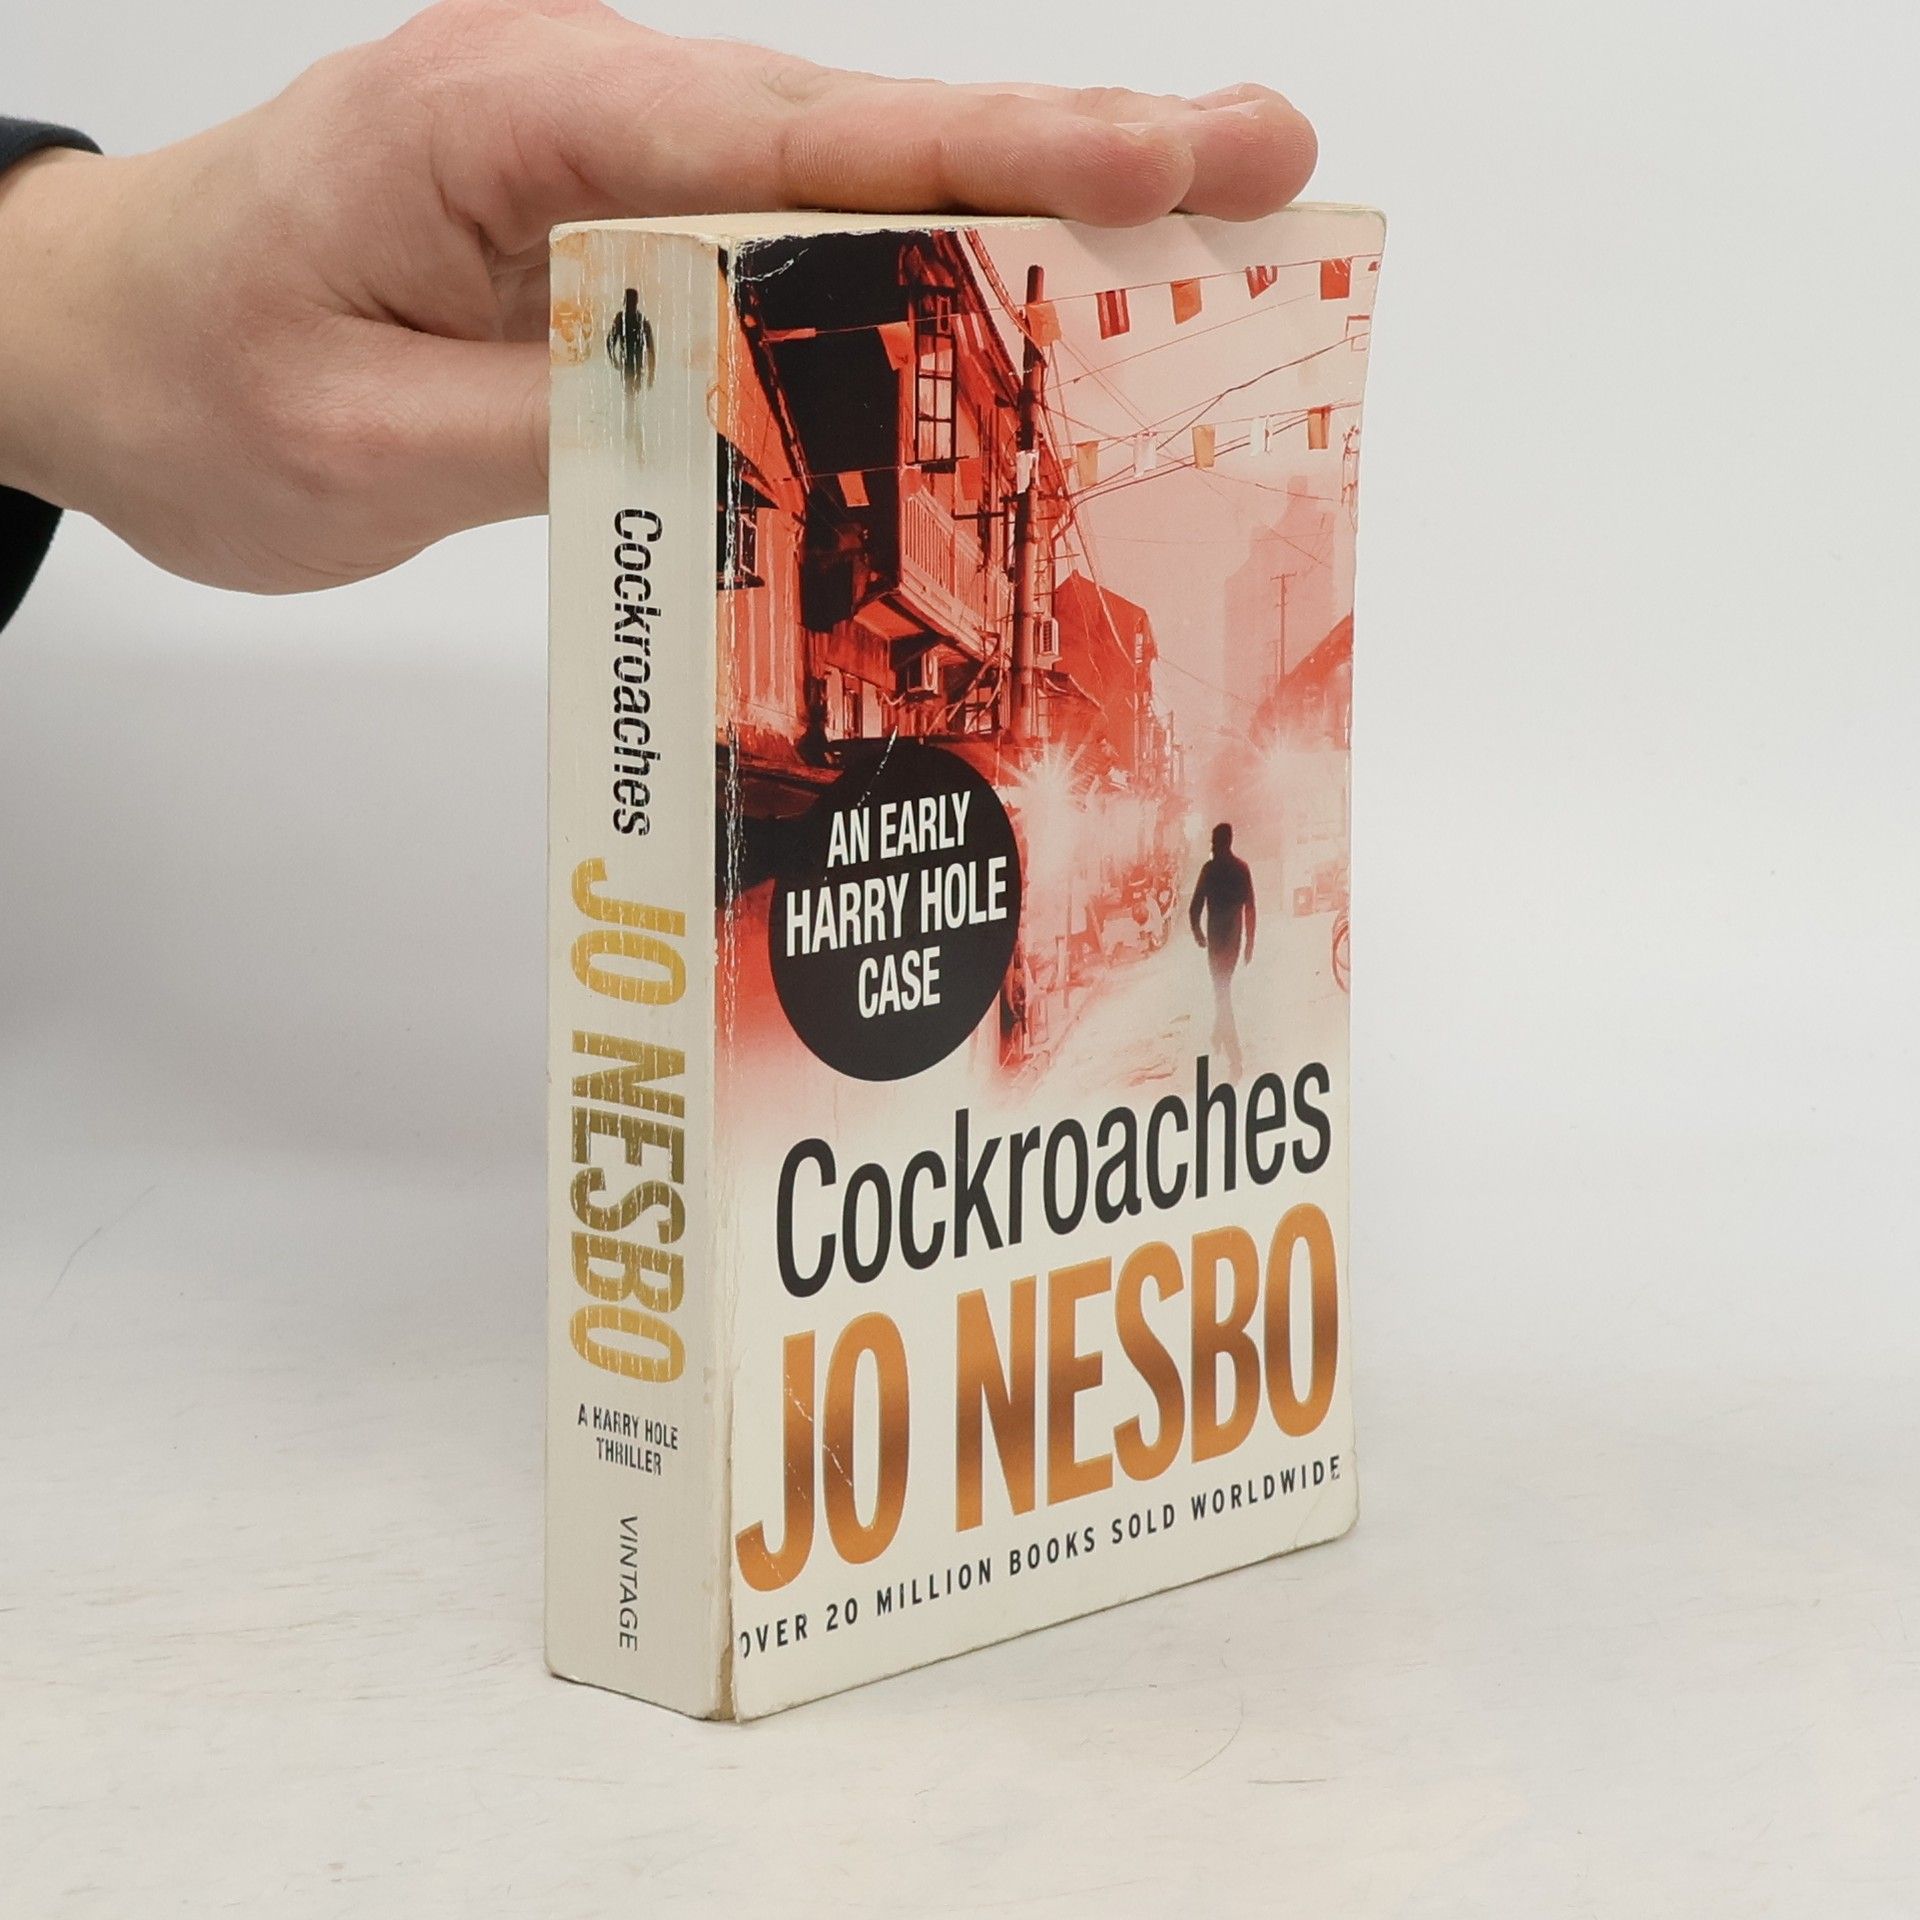 Cockroaches
JO NESBO
A HARRY HOLE
THRILLER
VINTAGE
AN EARLY
HARRY HOLE
CASE
Cockroaches
JO NESBO
OVER 20 MILLION BOOKS SOLD WORLDWIDE